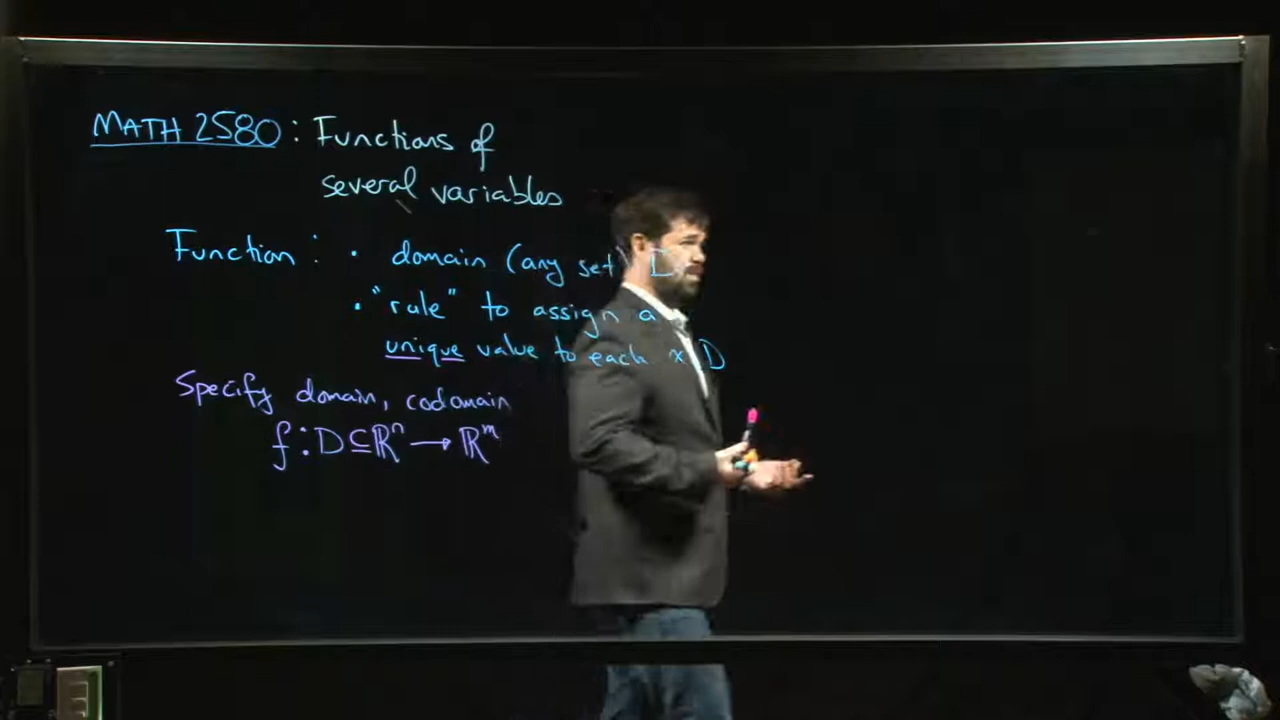 MATH 2580: Functions of
several variables
Function: • domain (any set) D
• "rule" to assign a
unique value to each x D
Specify domain, codomain
f: D ⊆ ℝⁿ → ℝᵐ